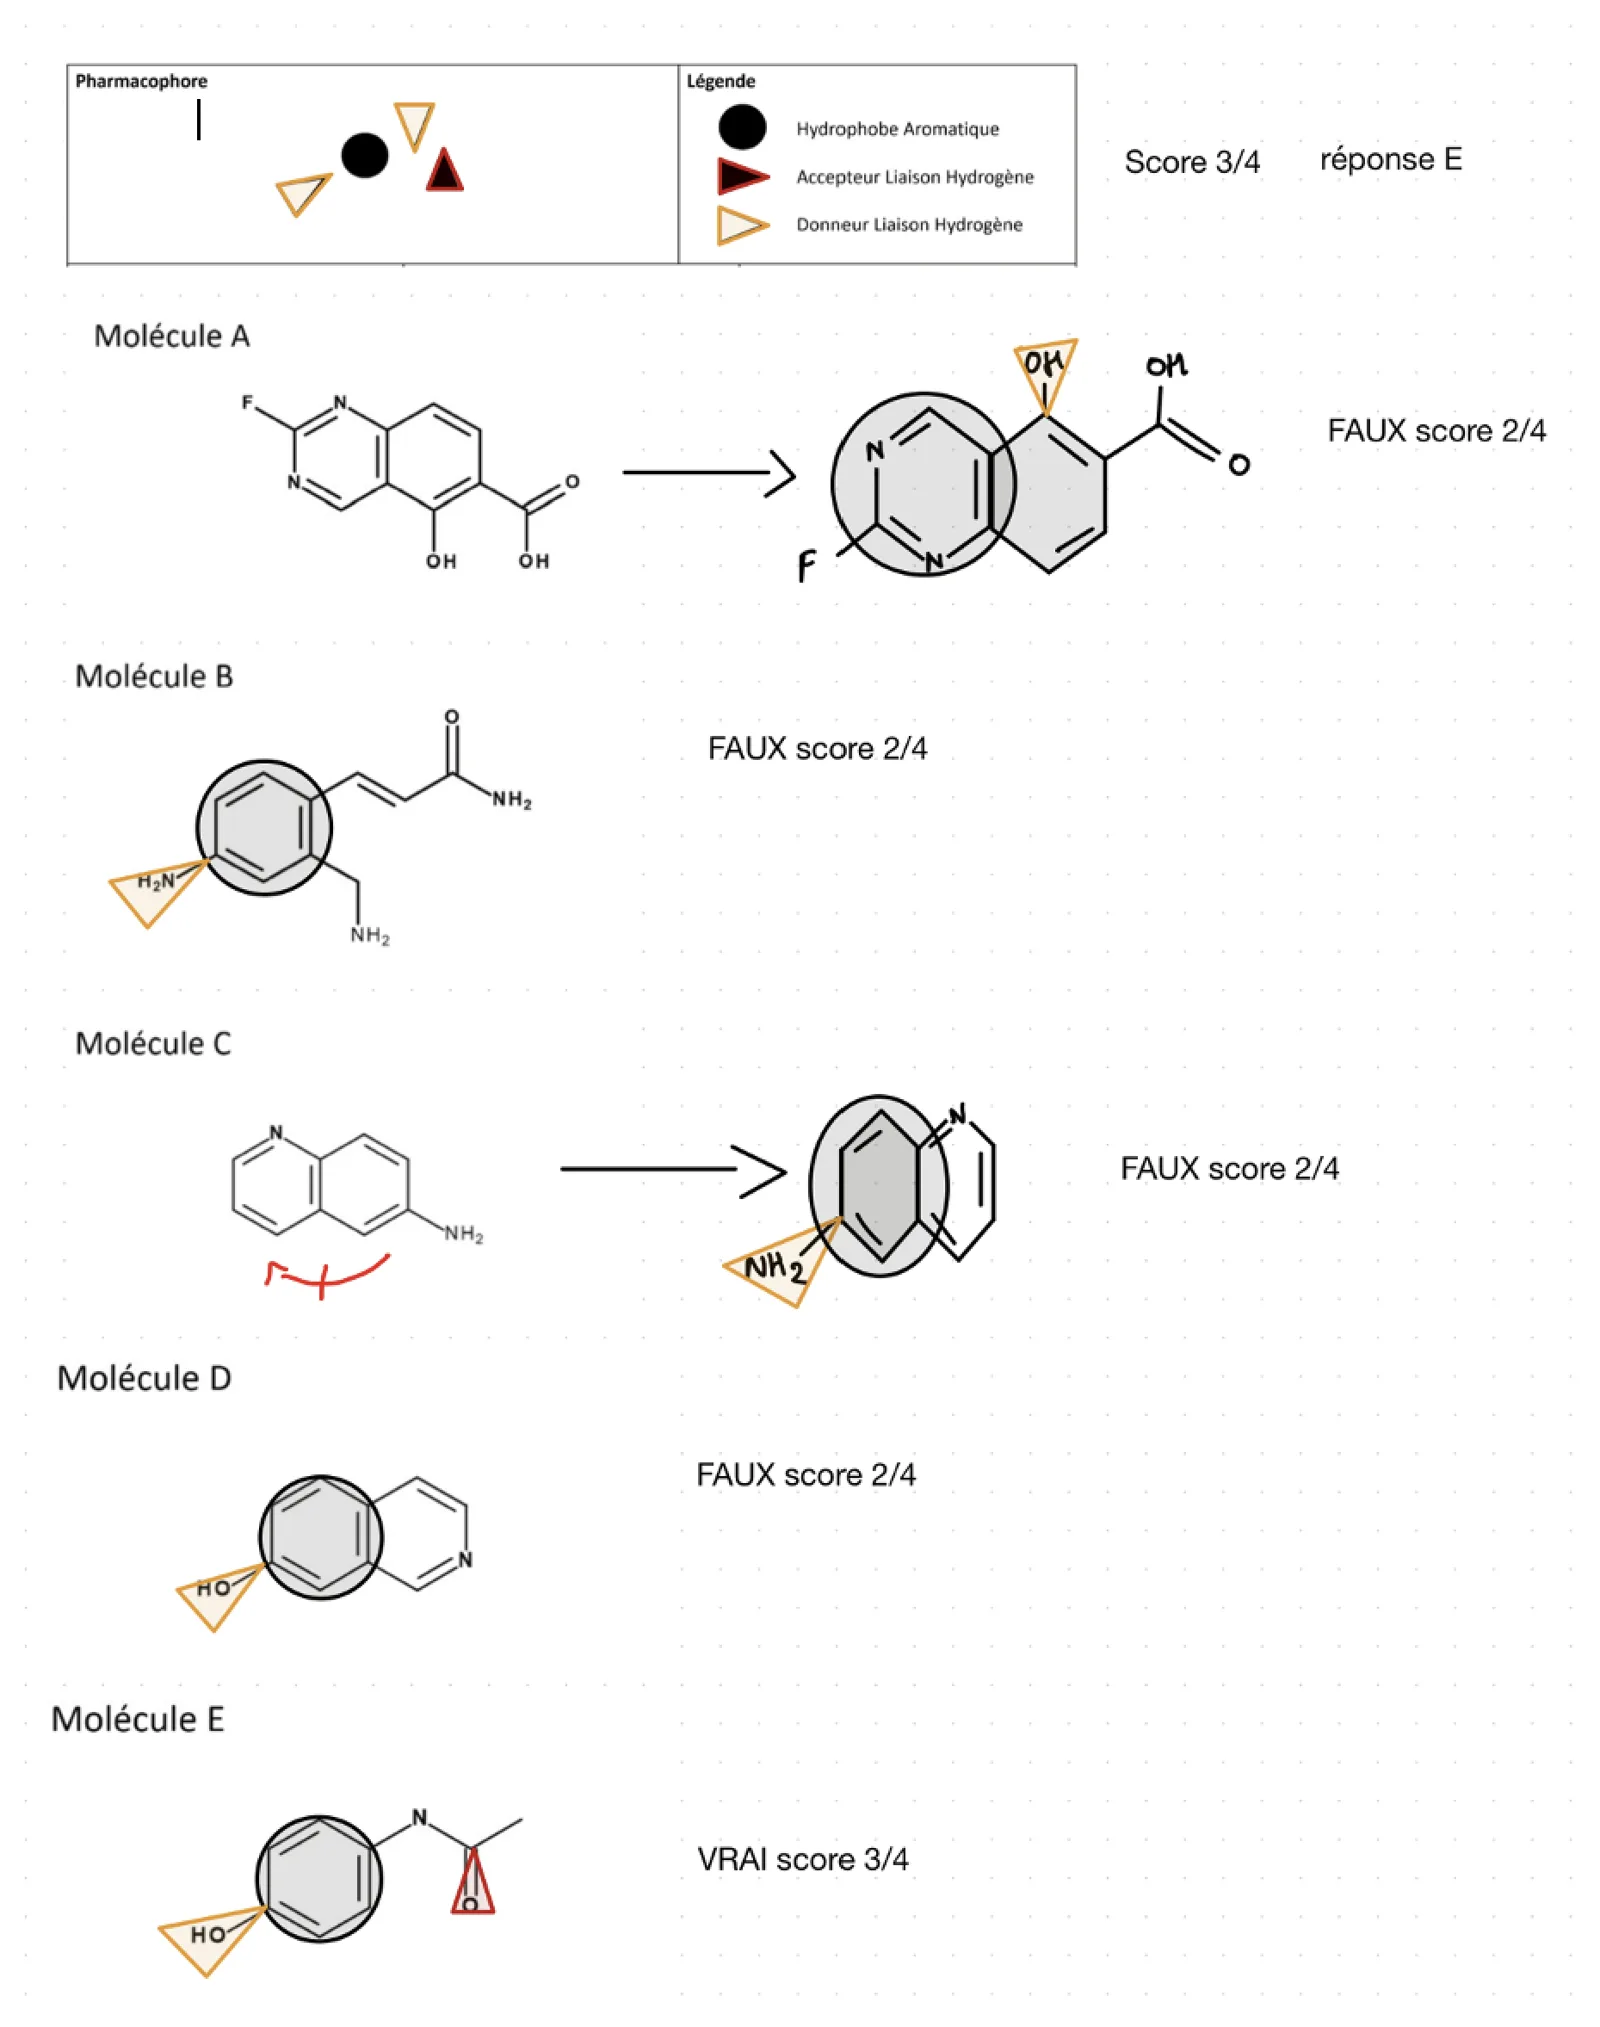 Pharmacophore
Légende
Hydrophobe Aromatique
Accepteur Liaison Hydrogène
Donneur Liaison Hydrogène
Score 3/4 réponse E
Molécule A
F N
N
O
OH OH
OH OH
N
O
F N
FAUX score 2/4
Molécule B
O
NH2
H2N
NH2
FAUX score 2/4
Molécule C
N
NH2
N
NH2
FAUX score 2/4
Molécule D
N
HO
FAUX score 2/4
Molécule E
N
O
HO
VRAI score 3/4